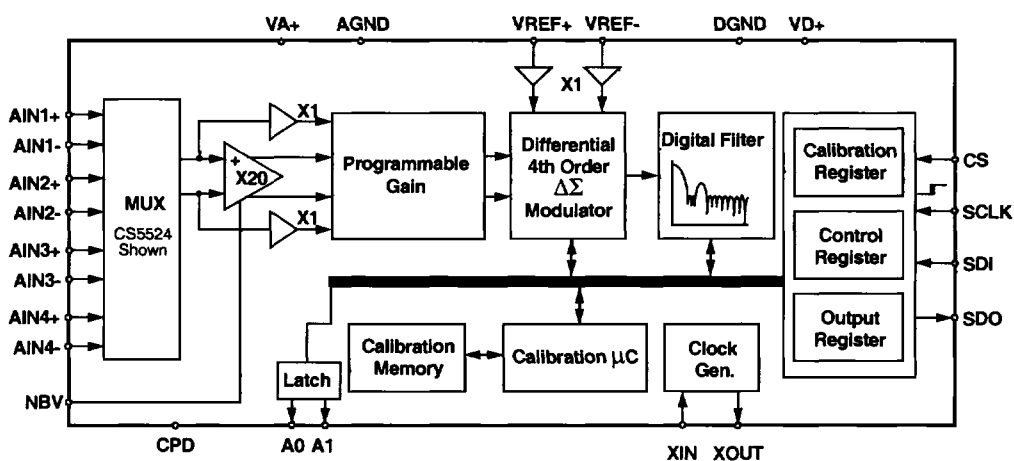 VA+ AGND VREF+ VREF- DGND VD+
X1
AIN1+
AIN1-
AIN2+
AIN2-
AIN3+
AIN3-
AIN4+
AIN4-
NBV
MUX
CS5524
Shown
X1
+
X20
X1
Programmable
Gain
Differential
4th Order
ΔΣ
Modulator
Digital Filter
Calibration
Register
Control
Register
Output
Register
CS
SCLK
SDI
SDO
Latch
Calibration
Memory
Calibration µC
Clock
Gen.
CPD A0 A1 XIN XOUT